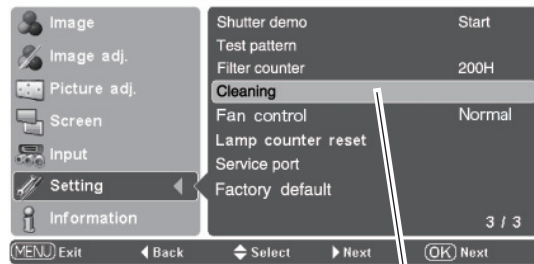 Image
Image adj.
Picture adj.
Screen
Input
Setting
Information
Shutter demo Start
Test pattern
Filter counter 200H
Cleaning
Fan control Normal
Lamp counter reset
Service port
Factory default
3 / 3
MENU Exit Back Select Next OK Next